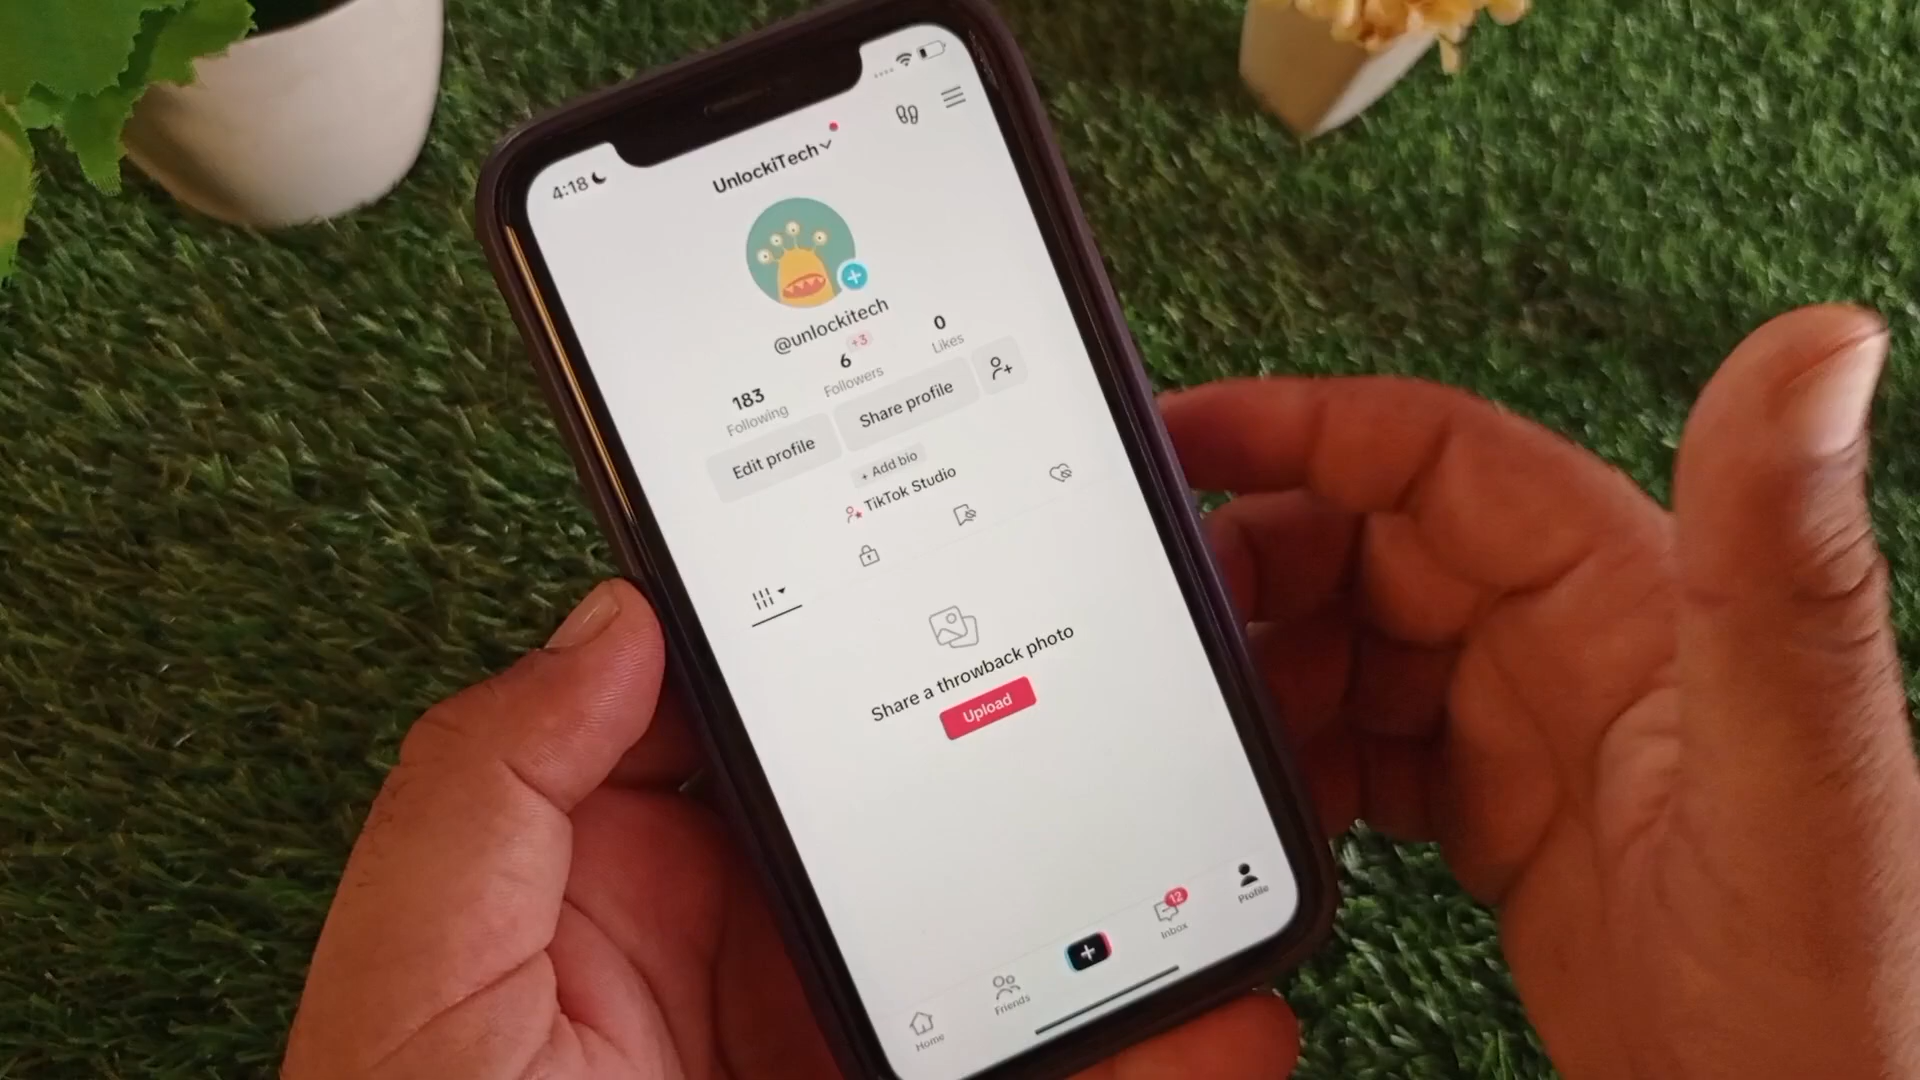 4:18
UnlockiTech
@unlockitech
183
Following
6
+3
Followers
0
Likes
Edit profile
Share profile
+ Add bio
TikTok Studio
Share a throwback photo
Upload
Home
Friends
12
Inbox
Profile